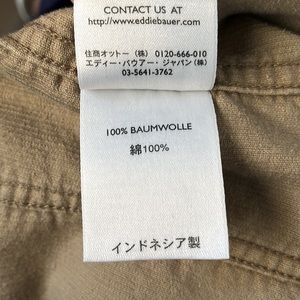 CONTACT US AT
http://www.eddiebauer.com
住商オットー(株) 0120-666-010
エディー・バウアー・ジャパン(株)
03-5641-3762
100% BAUMWOLLE
綿100%
インドネシア製